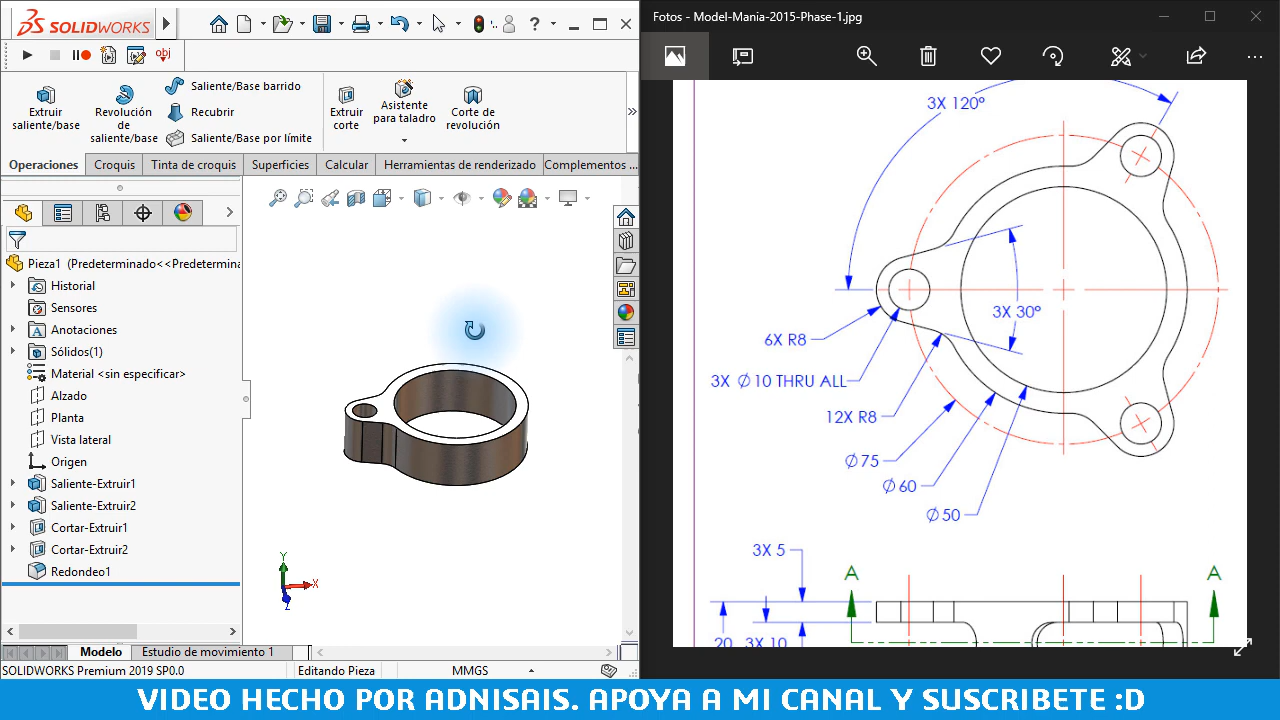 SOLIDWORKS
Fotos - Model-Mania-2015-Phase-1.jpg
obj
Extruir saliente/base
Revolución de saliente/base
Saliente/Base barrido
Recubrir
Saliente/Base por límite
Extruir corte
Asistente para taladro
Corte de revolución
Operaciones
Croquis
Tinta de croquis
Superficies
Calcular
Herramientas de renderizado
Complementos ...
Pieza1 (Predeterminado<<Predetermina
Historial
Sensores
Anotaciones
Sólidos(1)
Material <sin especificar>
Alzado
Planta
Vista lateral
Origen
Saliente-Extruir1
Saliente-Extruir2
Cortar-Extruir1
Cortar-Extruir2
Redondeo1
Y
X
Z
Modelo
Estudio de movimiento 1
SOLIDWORKS Premium 2019 SP0.0
Editando Pieza
MMGS
3X 120°
3X 30°
6X R8
3X Ø10 THRU ALL
12X R8
Ø75
Ø60
Ø50
3X 5
A
A
20
3X 10
VIDEO HECHO POR ADNISAIS. APOYA A MI CANAL Y SUSCRIBETE :D